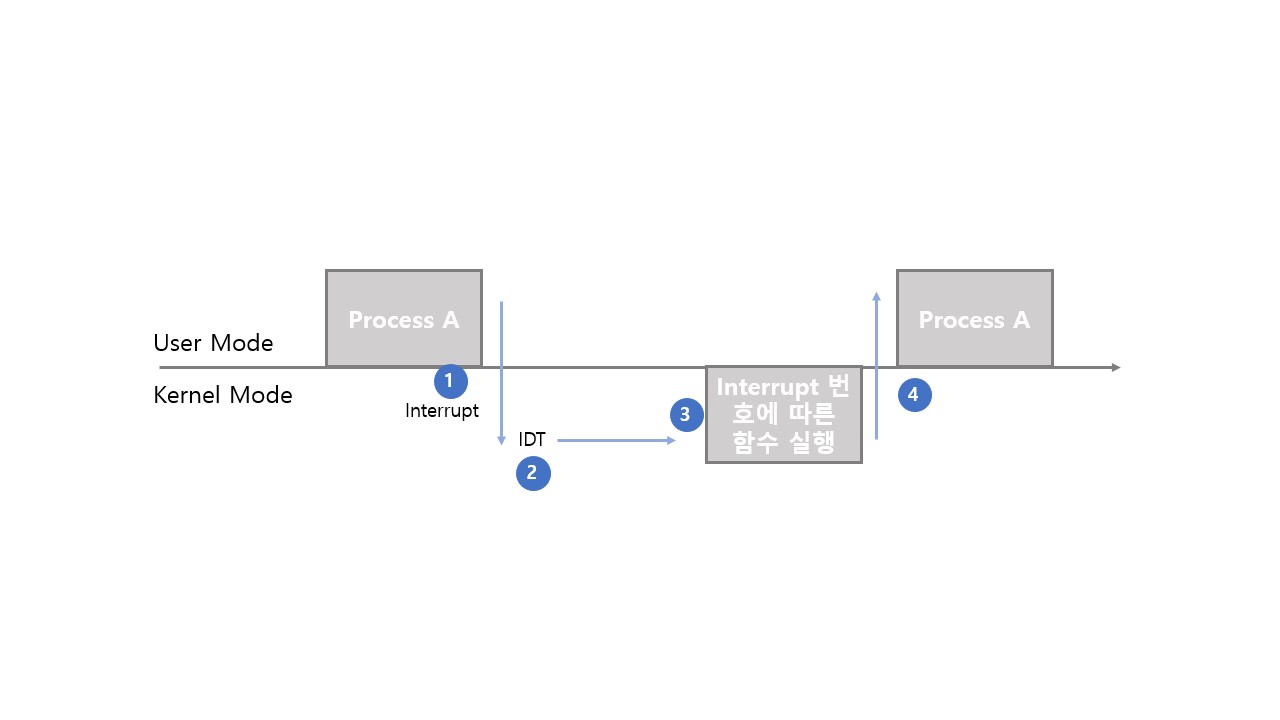 Process A
Process A
User Mode
Kernel Mode
1
Interrupt
2
IDT
3
Interrupt 번
호에 따른
함수 실행
4